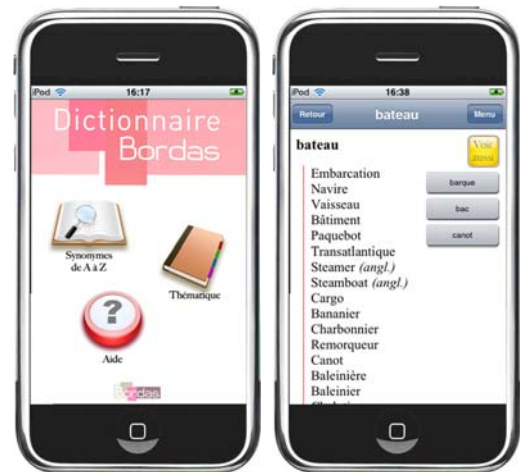 iPod 16:17
Dictionnaire
Bordas
Synonymes
de A à Z
Thématique
Aide
Bordas
iPod 16:38
Retour bateau Menu
bateau
Voir
aussi
Embarcation
Navire
Vaisseau
Bâtiment
Paquebot
Transatlantique
Steamer (angl.)
Steamboat (angl.)
Cargo
Bananier
Charbonnier
Remorqueur
Canot
Baleinière
Baleinier
barque
bac
canot